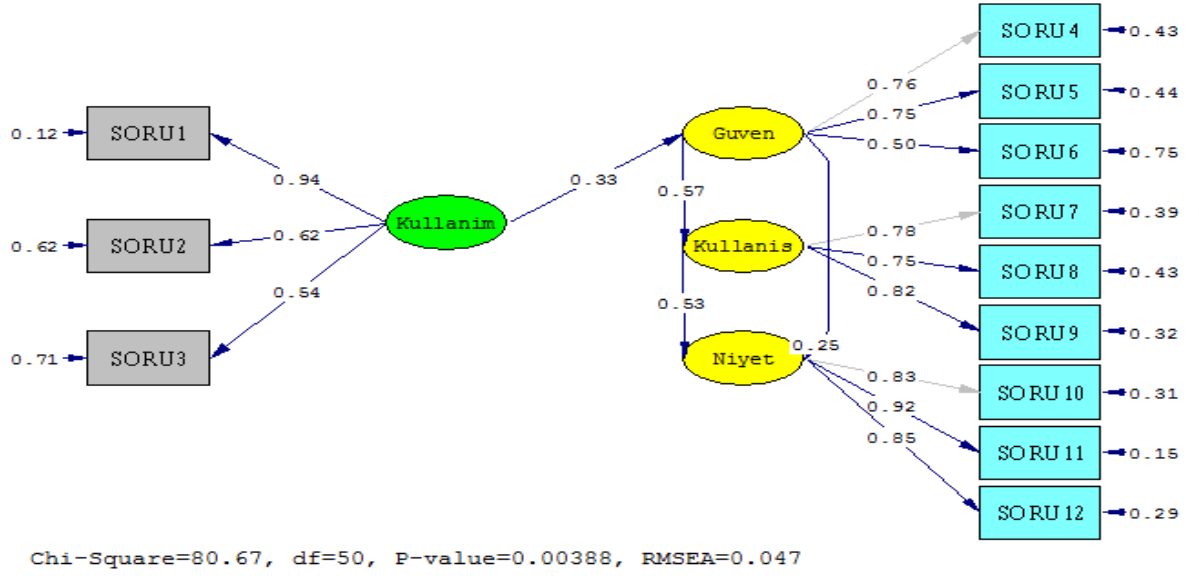 0.12 SORU1
0.62 SORU2
0.71 SORU3
0.94
0.62
0.54
Kullanim
0.33
Guven
0.57
Kullanis
0.53
Niyet
0.25
0.76
0.75
0.50
0.78
0.75
0.82
0.83
0.92
0.85
SORU4 0.43
SORU5 0.44
SORU6 0.75
SORU7 0.39
SORU8 0.43
SORU9 0.32
SORU10 0.31
SORU11 0.15
SORU12 0.29
Chi-Square=80.67, df=50, P-value=0.00388, RMSEA=0.047